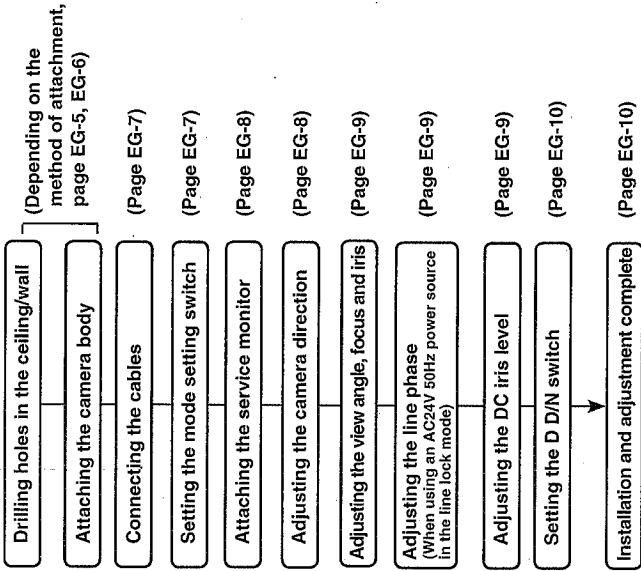 Drilling holes in the ceiling/wall
Attaching the camera body
(Depending on the
method of attachment,
page EG-5, EG-6)
Connecting the cables
(Page EG-7)
Setting the mode setting switch
(Page EG-7)
Attaching the service monitor
(Page EG-8)
Adjusting the camera direction
(Page EG-8)
Adjusting the view angle, focus and iris
(Page EG-9)
Adjusting the line phase
(When using an AC24V 50Hz power source
in the line lock mode)
(Page EG-9)
Adjusting the DC iris level
(Page EG-9)
Setting the D D/N switch
(Page EG-10)
Installation and adjustment complete
(Page EG-10)